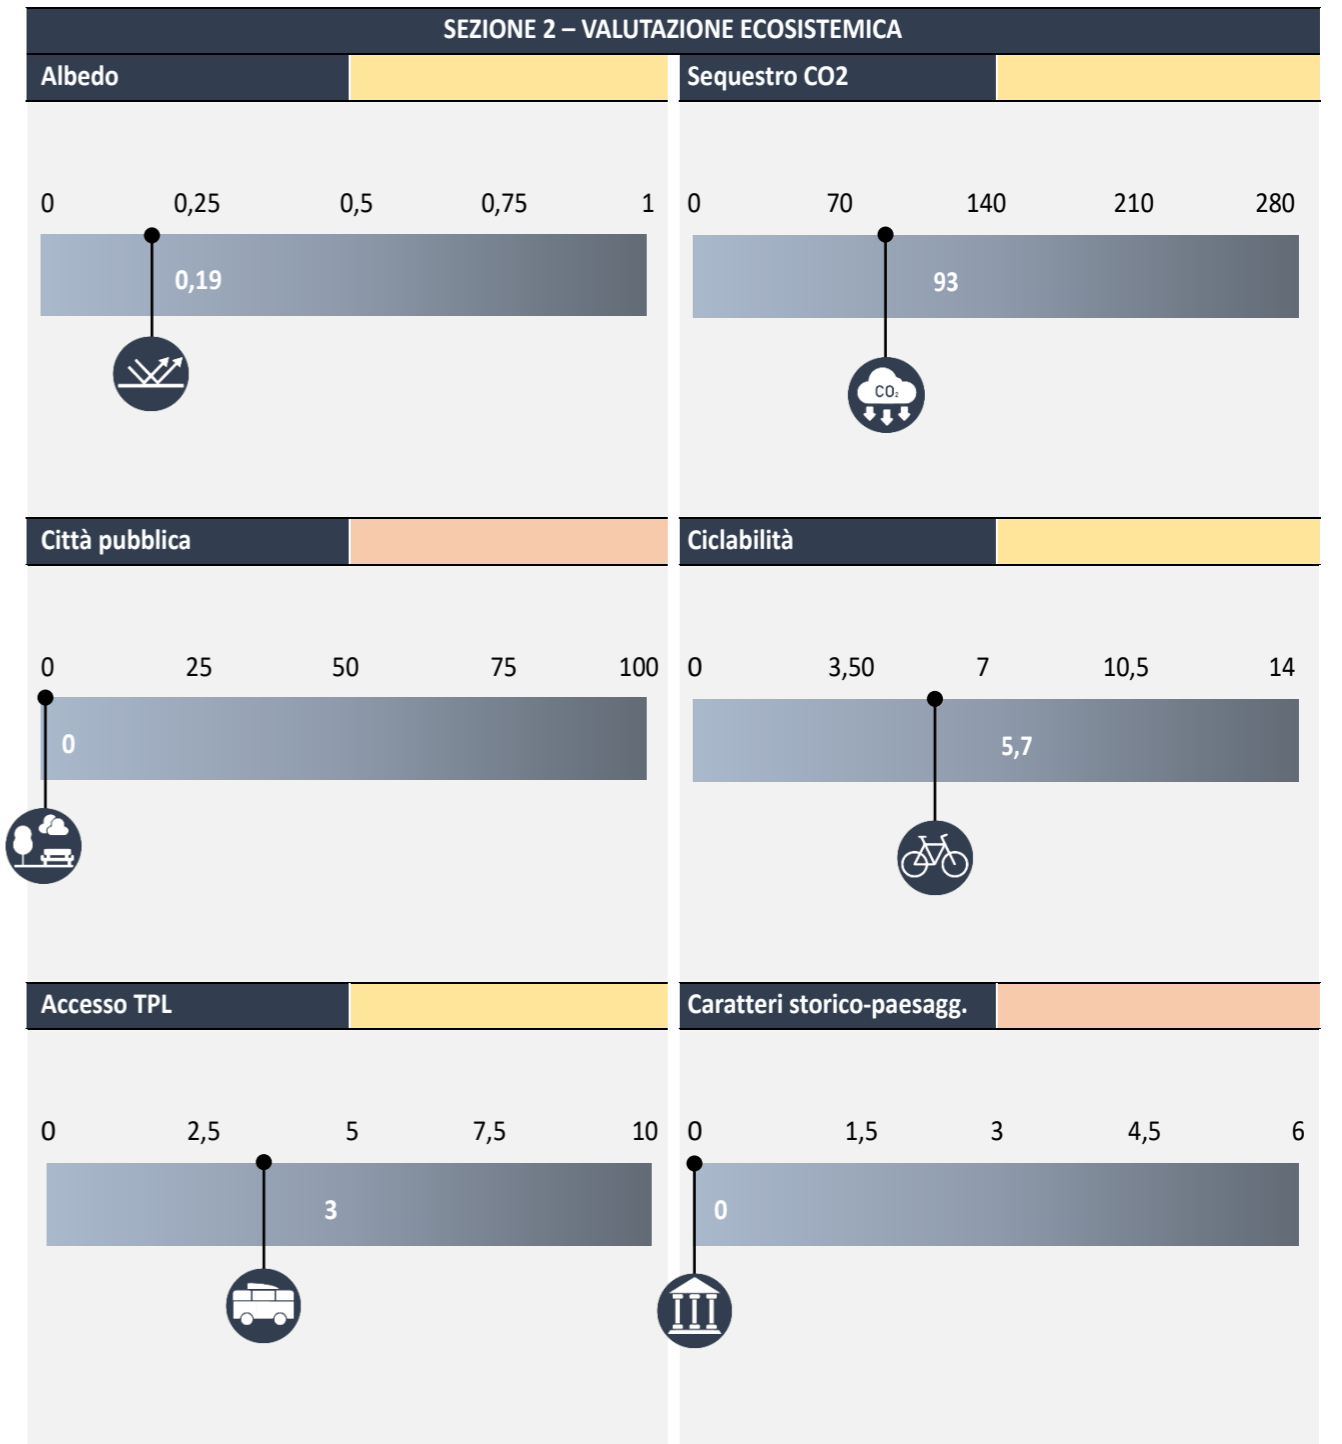 SEZIONE 2 – VALUTAZIONE ECOSISTEMICA
Albedo
0 0,25 0,5 0,75 1
0,19
Sequestro CO2
0 70 140 210 280
93
CO₂
Città pubblica
0 25 50 75 100
0
Ciclabilità
0 3,50 7 10,5 14
5,7
Accesso TPL
0 2,5 5 7,5 10
3
Caratteri storico-paesagg.
0 1,5 3 4,5 6
0